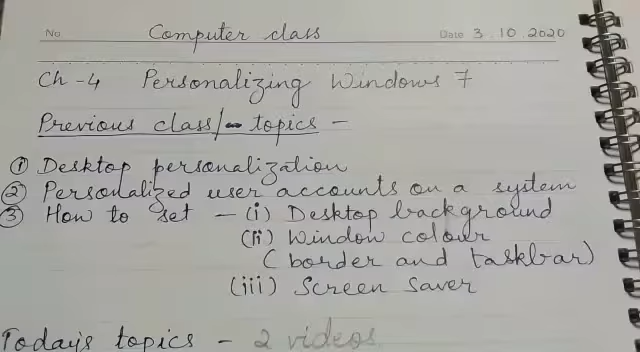 No.
Computer class
Date 3.10.2020
Ch-4 Personalizing Windows 7
Previous class/ topics -
① Desktop personalization
② Personalized user accounts on a system
③ How to set - (i) Desktop background
(ii) Window colour
(border and taskbar)
(iii) Screen Saver
Today's topics - 2 videos